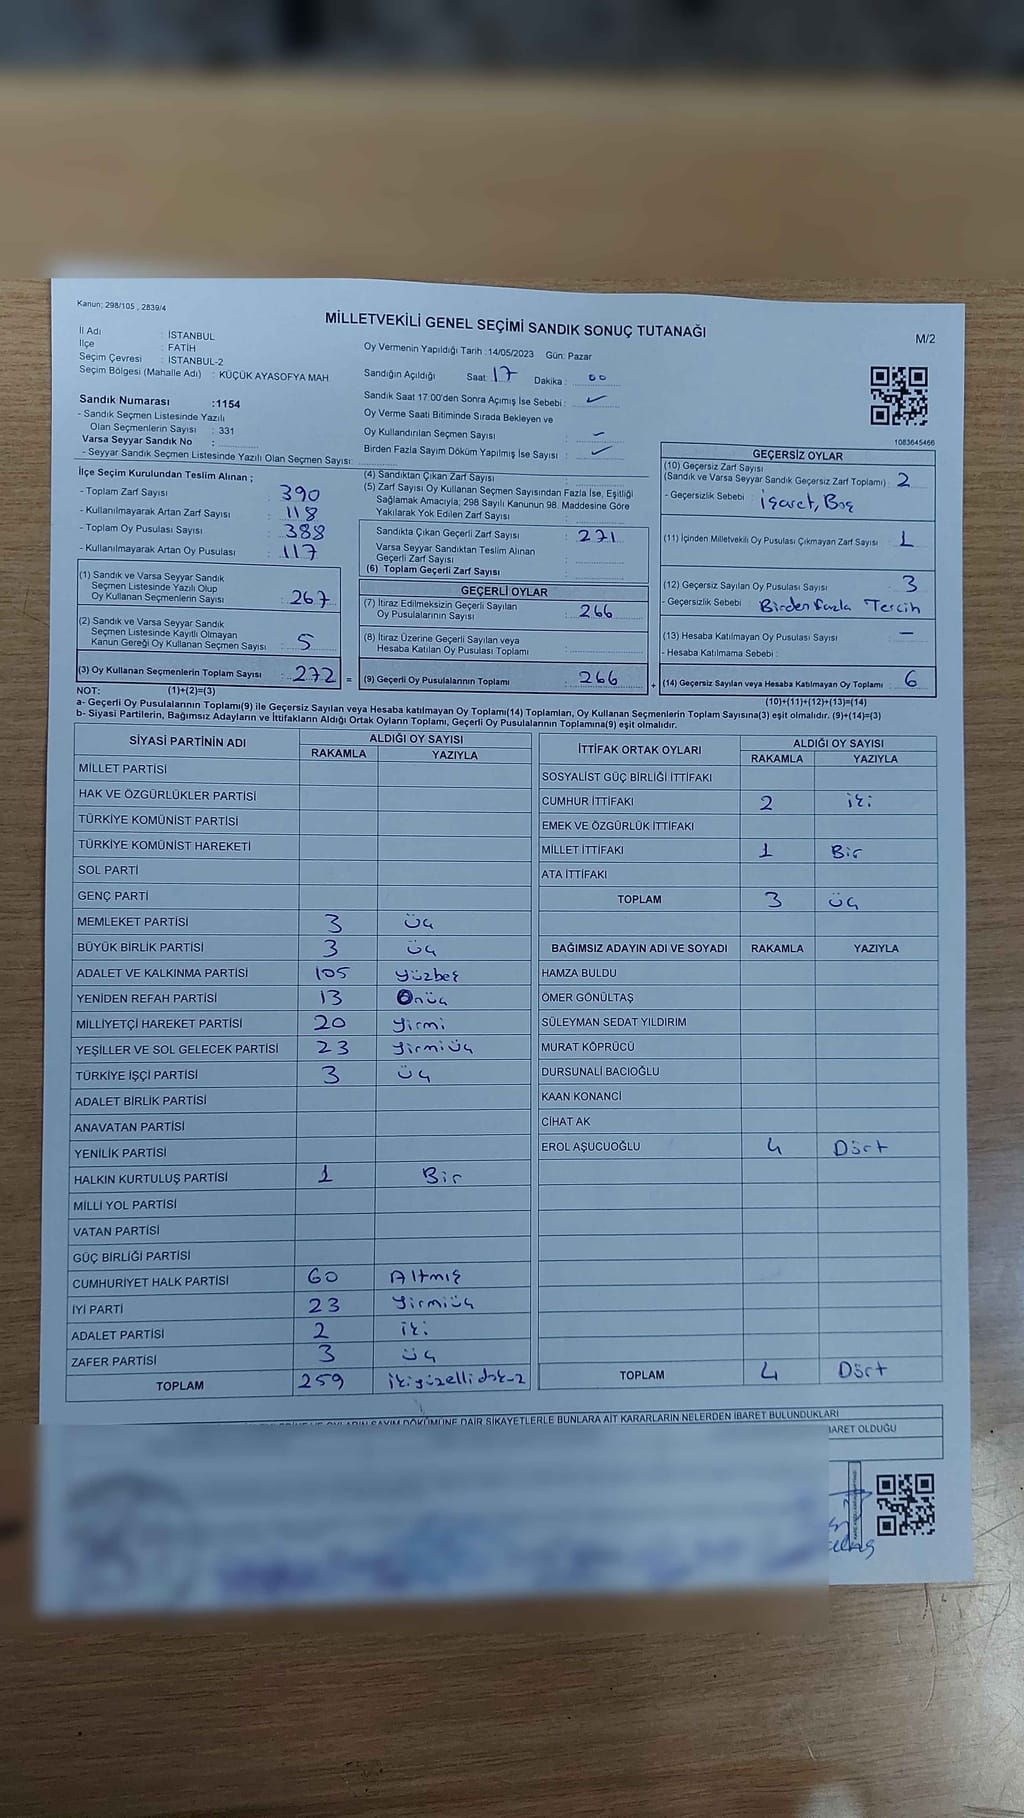 Kanun; 298/105 , 2839/4
MİLLETVEKİLİ GENEL SEÇİMİ SANDIK SONUÇ TUTANAĞI
M/2
İl Adı : İSTANBUL
İlçe : FATİH
Seçim Çevresi : İSTANBUL-2
Seçim Bölgesi (Mahalle Adı) : KÜÇÜK AYASOFYA MAH
Sandık Numarası :1154
- Sandık Seçmen Listesinde Yazılı
Olan Seçmenlerin Sayısı : 331
Varsa Seyyar Sandık No :
- Seyyar Sandık Seçmen Listesinde Yazılı Olan Seçmen Sayısı:
Oy Vermenin Yapıldığı Tarih :14/05/2023 Gün: Pazar
Sandığın Açıldığı Saat: 17 Dakika : 00
Sandık Saat 17:00'den Sonra Açımış İse Sebebi :
Oy Verme Saati Bitiminde Sırada Bekleyen ve
Oy Kullandırılan Seçmen Sayısı : -
Birden Fazla Sayım Döküm Yapılmış İse Sayısı :
1083645466
İlçe Seçim Kurulundan Teslim Alınan ;
- Toplam Zarf Sayısı : 390
- Kullanılmayarak Artan Zarf Sayısı : 118
- Toplam Oy Pusulası Sayısı : 388
- Kullanılmayarak Artan Oy Pusulası : 117
(1) Sandık ve Varsa Seyyar Sandık
Seçmen Listesinde Yazılı Olup
Oy Kullanan Seçmenlerin Sayısı : 267
(2) Sandık ve Varsa Seyyar Sandık
Seçmen Listesinde Kayıtlı Olmayan
Kanun Gereği Oy Kullanan Seçmen Sayısı : 5
(3) Oy Kullanan Seçmenlerin Toplam Sayısı : 272 =
(4) Sandıktan Çıkan Zarf Sayısı :
(5) Zarf Sayısı Oy Kullanan Seçmen Sayısından Fazla İse, Eşitliği
Sağlamak Amacıyla; 298 Sayılı Kanunun 98. Maddesine Göre
Yakılarak Yok Edilen Zarf Sayısı :
Sandıkta Çıkan Geçerli Zarf Sayısı : 271
Varsa Seyyar Sandıktan Teslim Alınan
Geçerli Zarf Sayısı :
(6) Toplam Geçerli Zarf Sayısı :
GEÇERLİ OYLAR
(7) İtiraz Edilmeksizin Geçerli Sayılan
Oy Pusulalarının Sayısı : 266
(8) İtiraz Üzerine Geçerli Sayılan veya
Hesaba Katılan Oy Pusulası Toplamı :
(9) Geçerli Oy Pusulalarının Toplamı : 266 +
GEÇERSİZ OYLAR
(10) Geçersiz Zarf Sayısı
(Sandık ve Varsa Seyyar Sandık Geçersiz Zarf Toplamı) : 2
- Geçersizlik Sebebi : İşaret, Boş
(11) İçinden Milletvekili Oy Pusulası Çıkmayan Zarf Sayısı : 1
(12) Geçersiz Sayılan Oy Pusulası Sayısı : 3
- Geçersizlik Sebebi : Birden fazla Tercih
(13) Hesaba Katılmayan Oy Pusulası Sayısı : -
- Hesaba Katılmama Sebebi :
(14) Geçersiz Sayılan veya Hesaba Katılmayan Oy Toplamı : 6
NOT: (1)+(2)=(3)
(10)+(11)+(12)+(13)=(14)
a- Geçerli Oy Pusulalarının Toplamı(9) ile Geçersiz Sayılan veya Hesaba katılmayan Oy Toplamı(14) Toplamları, Oy Kullanan Seçmenlerin Toplam Sayısına(3) eşit olmalıdır. (9)+(14)=(3)
b- Siyasi Partilerin, Bağımsız Adayların ve İttifakların Aldığı Ortak Oyların Toplamı, Geçerli Oy Pusulalarının Toplamına(9) eşit olmalıdır.
SİYASİ PARTİNİN ADI ALDIĞI OY SAYISI
RAKAMLA YAZIYLA
MİLLET PARTİSİ
HAK VE ÖZGÜRLÜKLER PARTİSİ
TÜRKİYE KOMÜNİST PARTİSİ
TÜRKİYE KOMÜNİST HAREKETİ
SOL PARTİ
GENÇ PARTİ
MEMLEKET PARTİSİ 3 üç
BÜYÜK BİRLİK PARTİSİ 3 üç
ADALET VE KALKINMA PARTİSİ 105 yüzbeş
YENİDEN REFAH PARTİSİ 13 Onüç
MİLLİYETÇİ HAREKET PARTİSİ 20 yirmi
YEŞİLLER VE SOL GELECEK PARTİSİ 23 yirmiüç
TÜRKİYE İŞÇİ PARTİSİ 3 üç
ADALET BİRLİK PARTİSİ
ANAVATAN PARTİSİ
YENİLİK PARTİSİ
HALKIN KURTULUŞ PARTİSİ 1 Bir
MİLLİ YOL PARTİSİ
VATAN PARTİSİ
GÜÇ BİRLİĞİ PARTİSİ
CUMHURİYET HALK PARTİSİ 60 Altmış
İYİ PARTİ 23 yirmiüç
ADALET PARTİSİ 2 iki
ZAFER PARTİSİ 3 üç
TOPLAM 259
İTTİFAK ORTAK OYLARI ALDIĞI OY SAYISI
RAKAMLA YAZIYLA
SOSYALİST GÜÇ BİRLİĞİ İTTİFAKI
CUMHUR İTTİFAKI 2 iki
EMEK VE ÖZGÜRLÜK İTTİFAKI
MİLLET İTTİFAKI 1 Bir
ATA İTTİFAKI
TOPLAM 3 üç
BAĞIMSIZ ADAYIN ADI VE SOYADI RAKAMLA YAZIYLA
HAMZA BULDU
ÖMER GÖNÜLTAŞ
SÜLEYMAN SEDAT YILDIRIM
MURAT KÖPRÜCÜ
DURSUNALİ BACIOĞLU
KAAN KONANCİ
CİHAT AK
EROL AŞUCUOĞLU 4 Dört
TOPLAM 4 Dört
OYLARIN SAYIM DÖKÜMÜNE DAİR ŞİKAYETLERLE BUNLARA AİT KARARLARIN NELERDEN İBARET BULUNDUKLARI
İBARET OLDUĞU